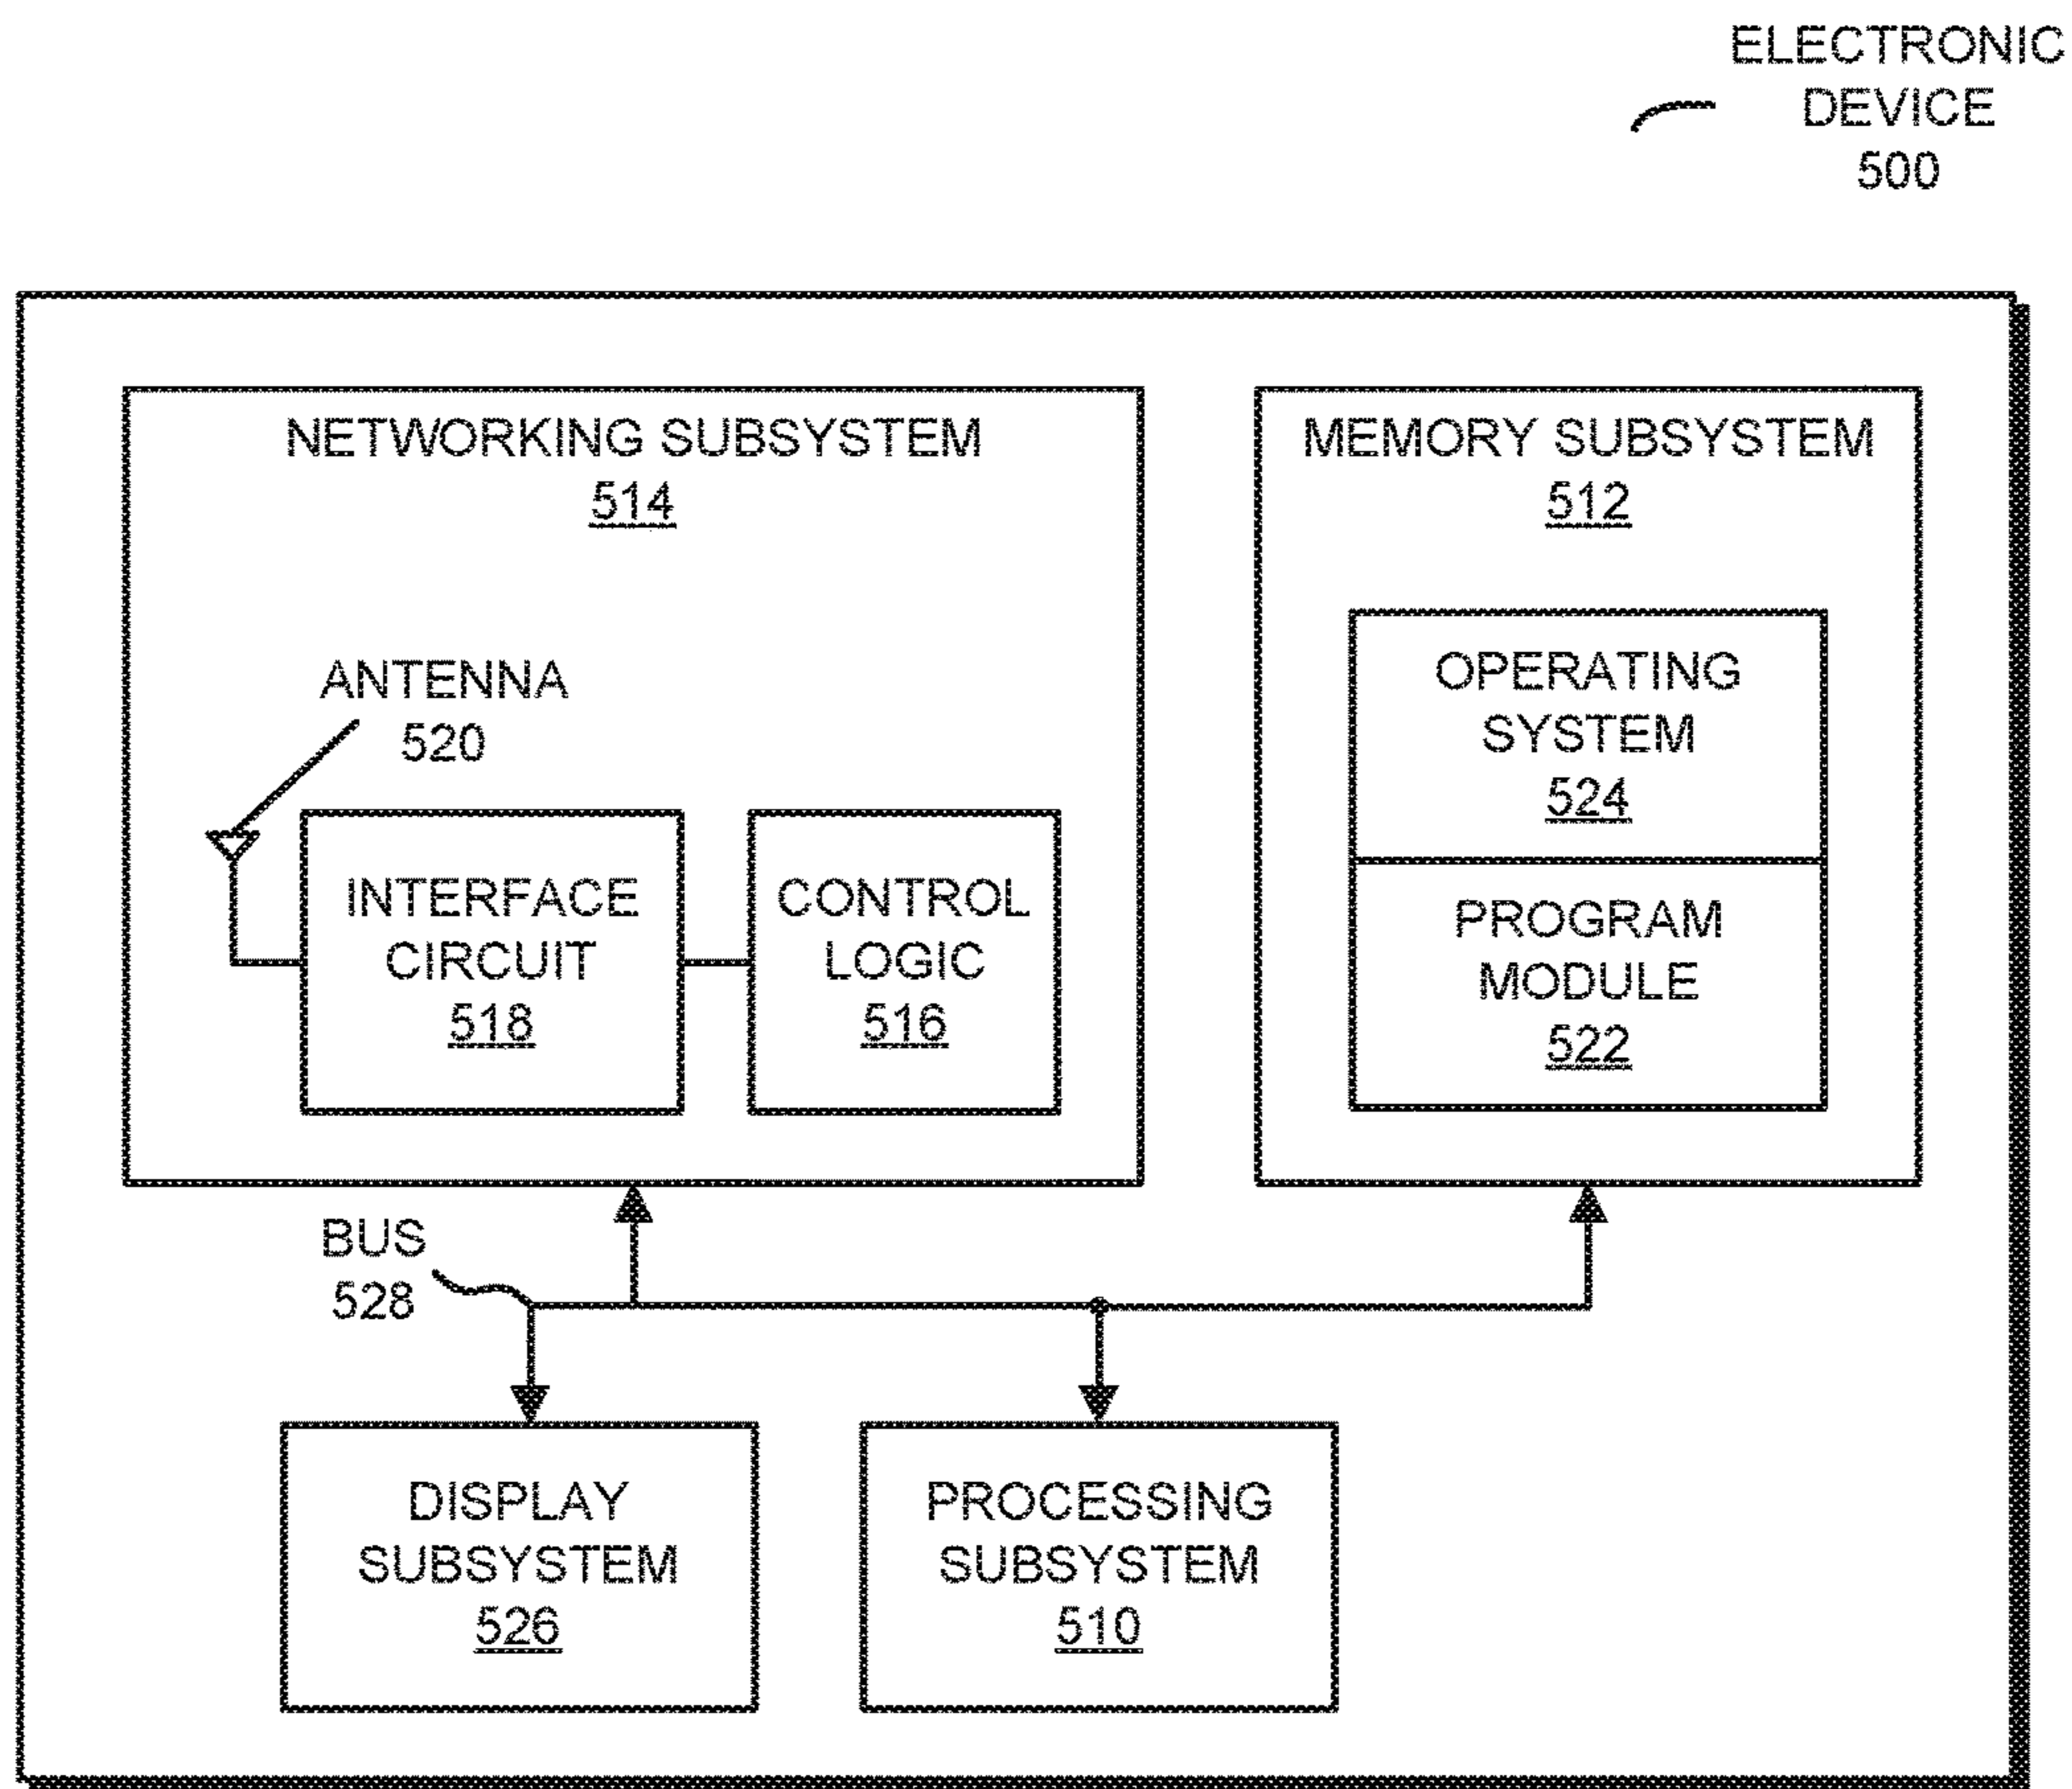 ELECTRONIC
DEVICE
500
NETWORKING SUBSYSTEM
514
MEMORY SUBSYSTEM
512
ANTENNA
520
INTERFACE
CIRCUIT
518
CONTROL
LOGIC
516
OPERATING
SYSTEM
524
PROGRAM
MODULE
522
BUS
528
DISPLAY
SUBSYSTEM
526
PROCESSING
SUBSYSTEM
510